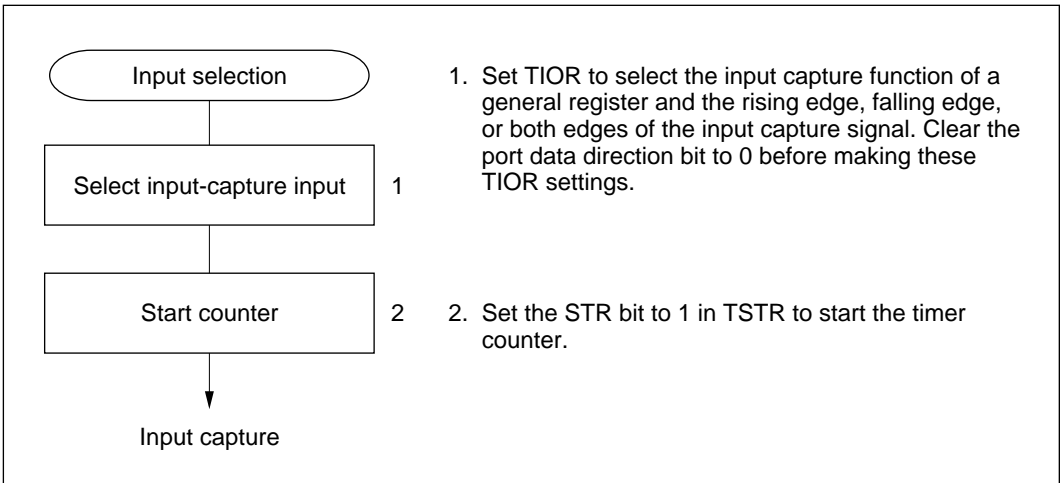 Input selection
1. Set TIOR to select the input capture function of a
general register and the rising edge, falling edge,
or both edges of the input capture signal. Clear the
port data direction bit to 0 before making these
TIOR settings.
Select input-capture input 1
Start counter 2
2. Set the STR bit to 1 in TSTR to start the timer
counter.
Input capture